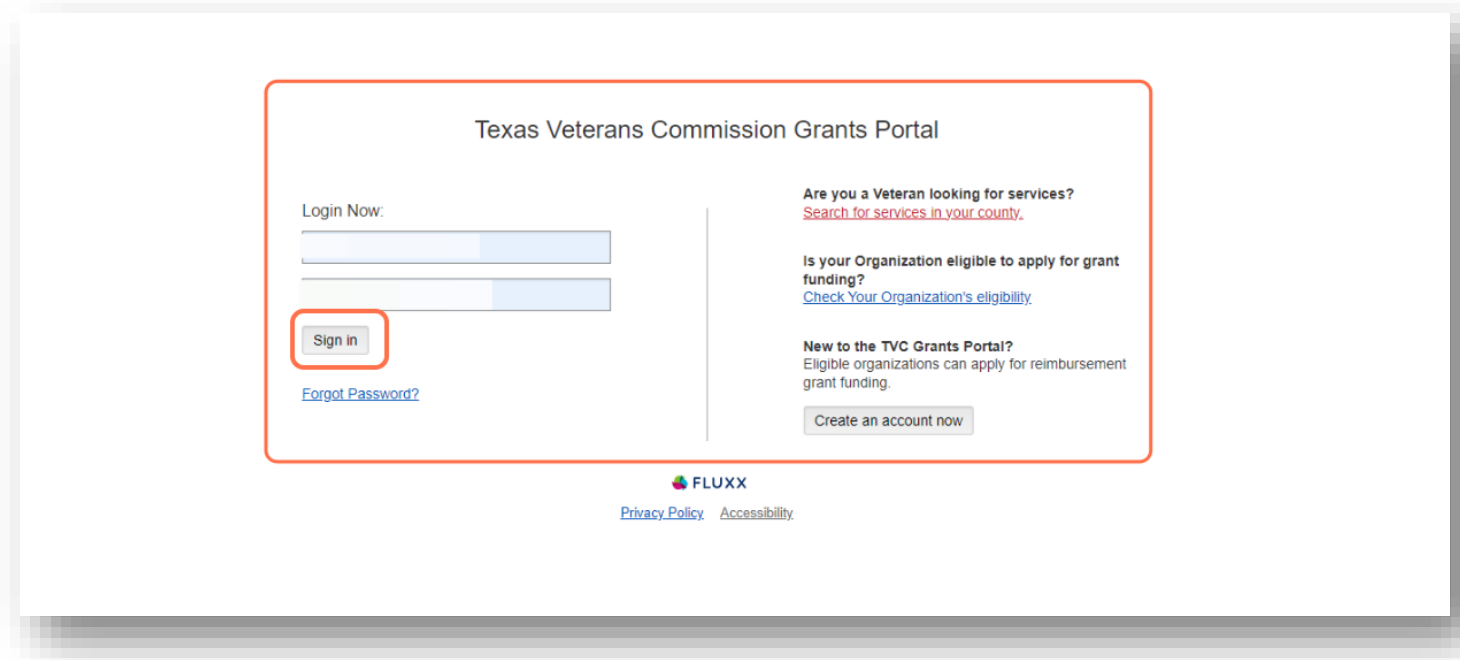 Texas Veterans Commission Grants Portal
Login Now:
Sign in
Forgot Password?
Are you a Veteran looking for services?
Search for services in your county.
Is your Organization eligible to apply for grant
funding?
Check Your Organization's eligibility
New to the TVC Grants Portal?
Eligible organizations can apply for reimbursement
grant funding.
Create an account now
FLUXX
Privacy Policy Accessibility